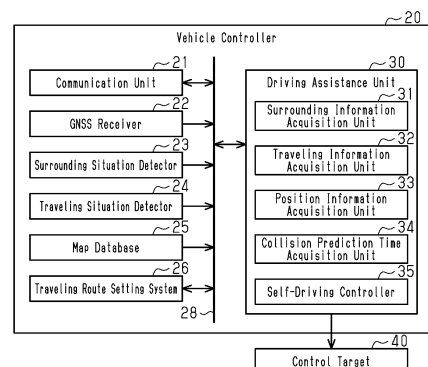 20
Vehicle Controller
21
Communication Unit
22
GNSS Receiver
23
Surrounding Situation Detector
24
Traveling Situation Detector
25
Map Database
26
Traveling Route Setting System
28
30
Driving Assistance Unit
31
Surrounding Information
Acquisition Unit
32
Traveling Information
Acquisition Unit
33
Position Information
Acquisition Unit
34
Collision Prediction Time
Acquisition Unit
35
Self-Driving Controller
40
Control Target